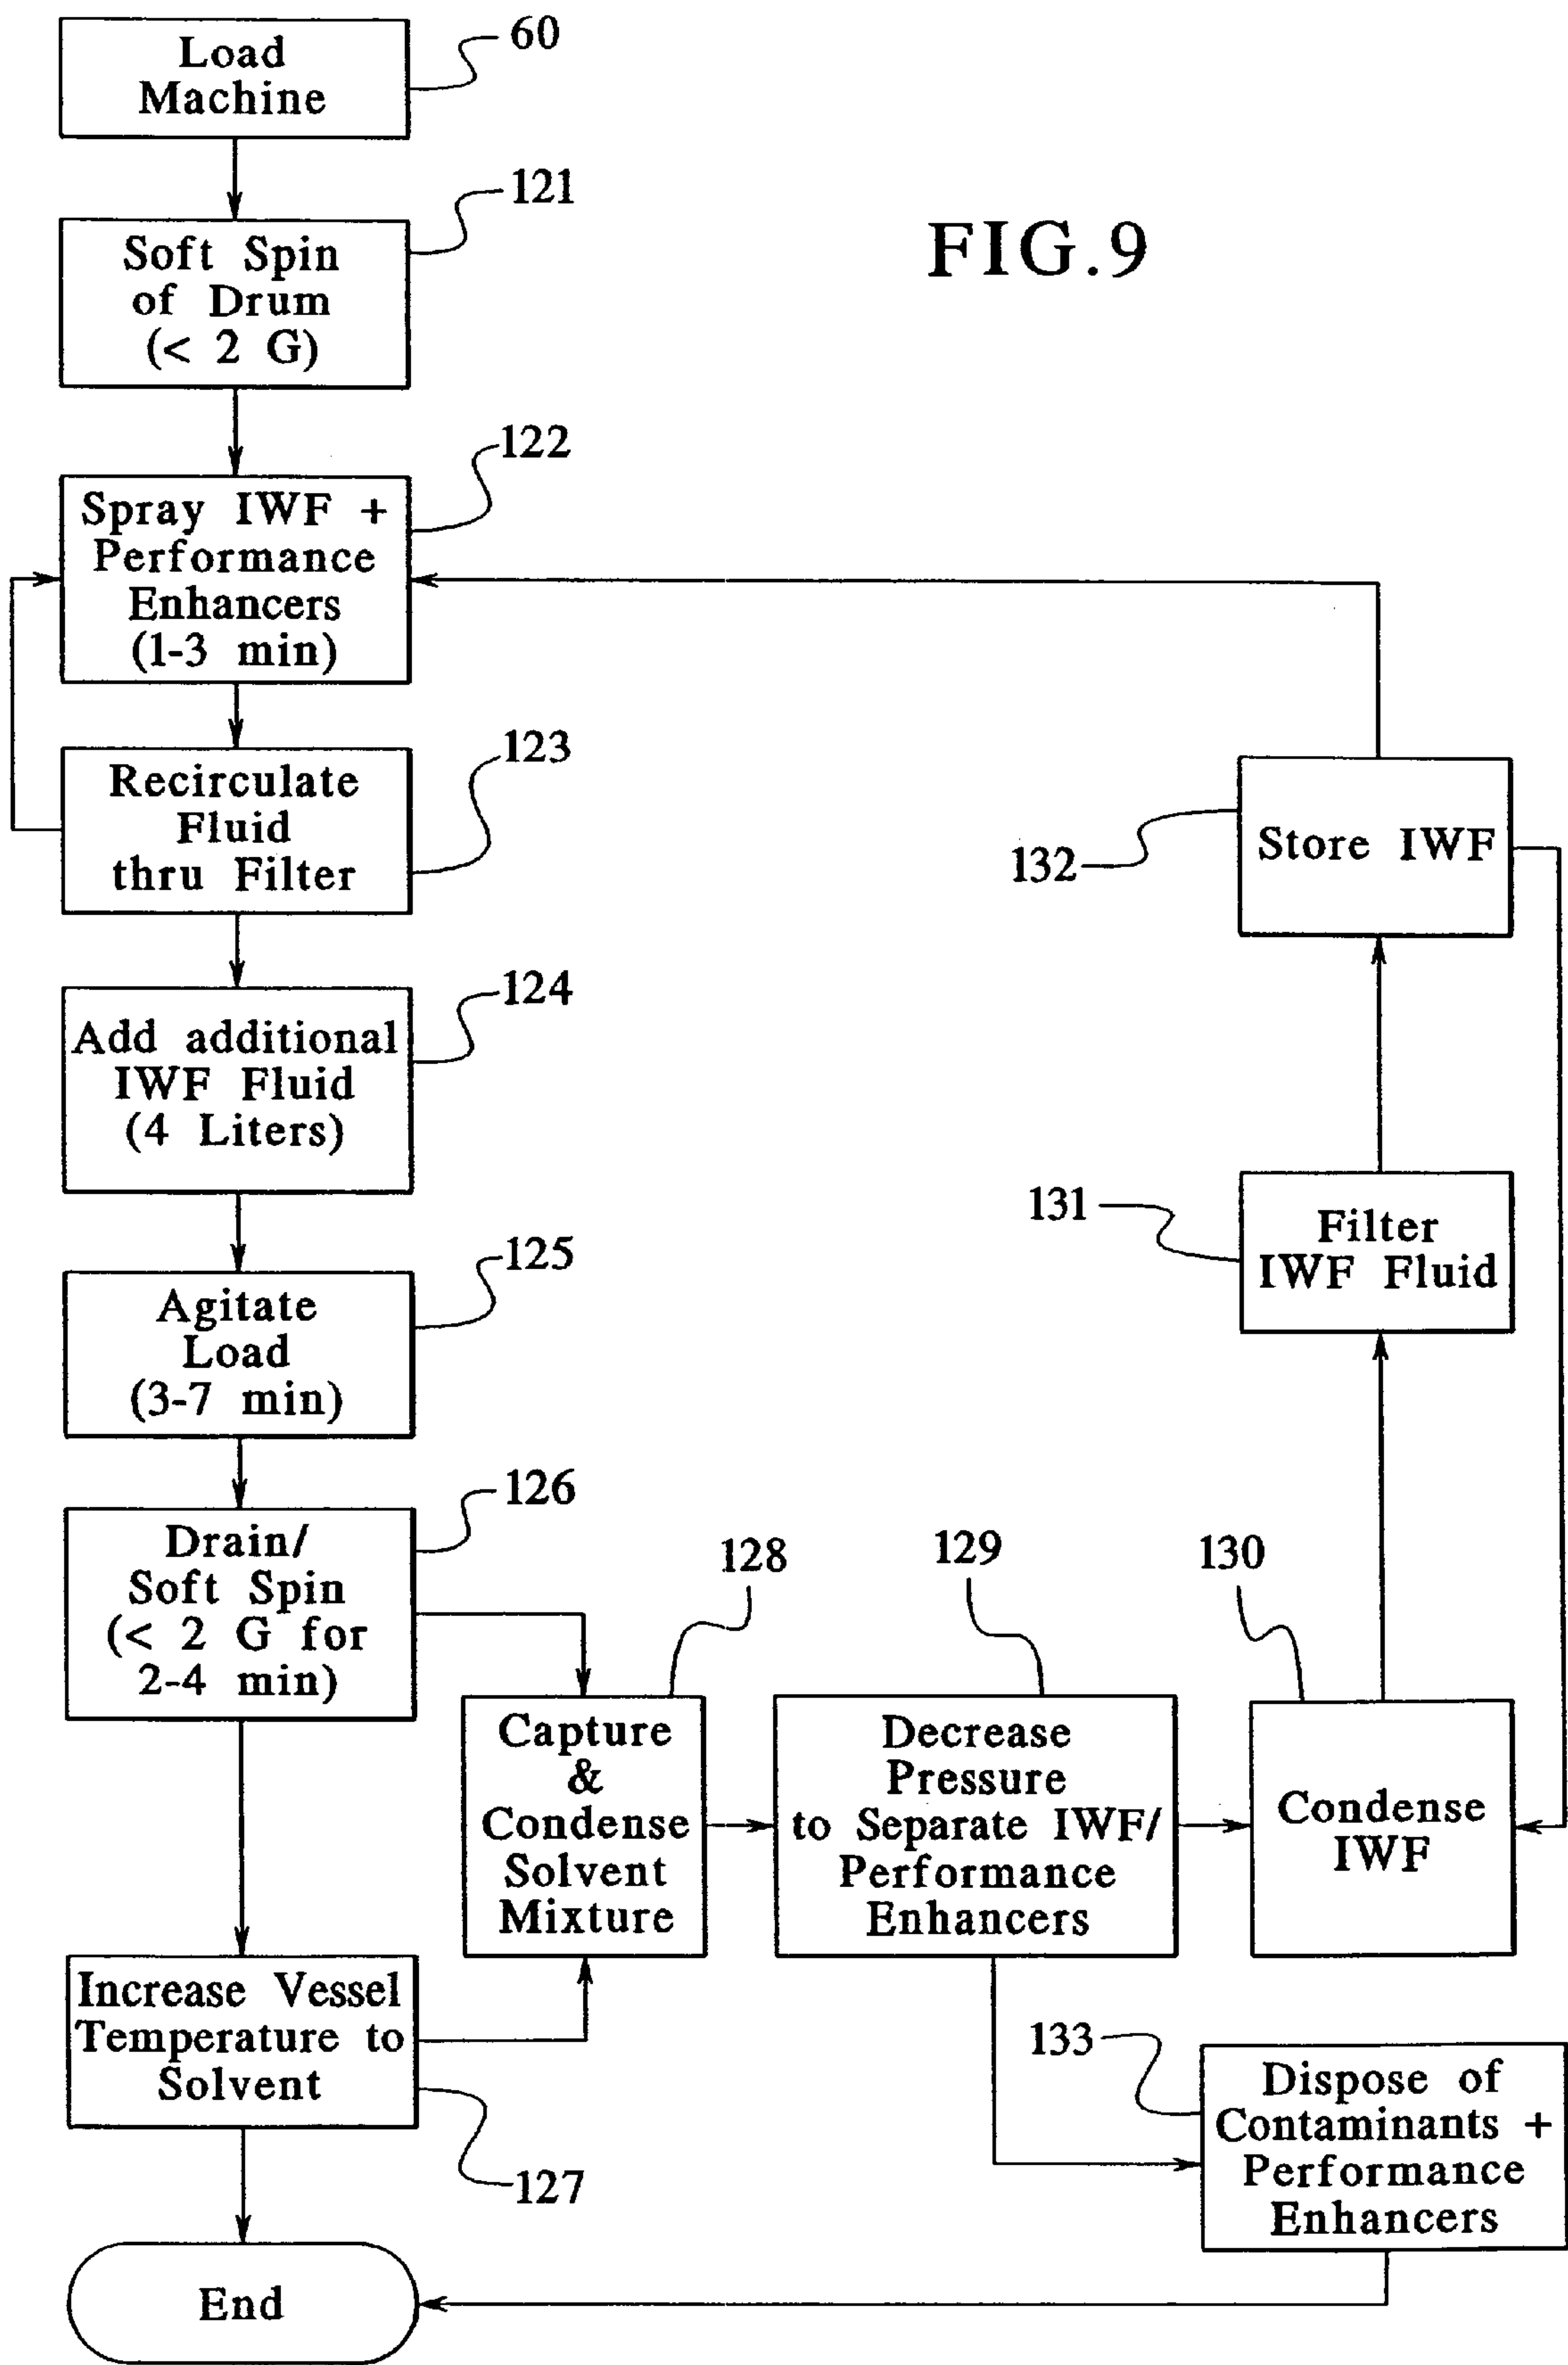 Load
Machine
60
Soft Spin
of Drum
(< 2 G)
121
FIG.9
Spray IWF +
Performance
Enhancers
(1-3 min)
122
Recirculate
Fluid
thru Filter
123
Store IWF
132
Add additional
IWF Fluid
(4 Liters)
124
Filter
IWF Fluid
131
Agitate
Load
(3-7 min)
125
Drain/
Soft Spin
(< 2 G for
2-4 min)
126
Capture
&
Condense
Solvent
Mixture
128
Decrease
Pressure
to Separate IWF/
Performance
Enhancers
129
Condense
IWF
130
Increase Vessel
Temperature to
Solvent
127
Dispose of
Contaminants +
Performance
Enhancers
133
End